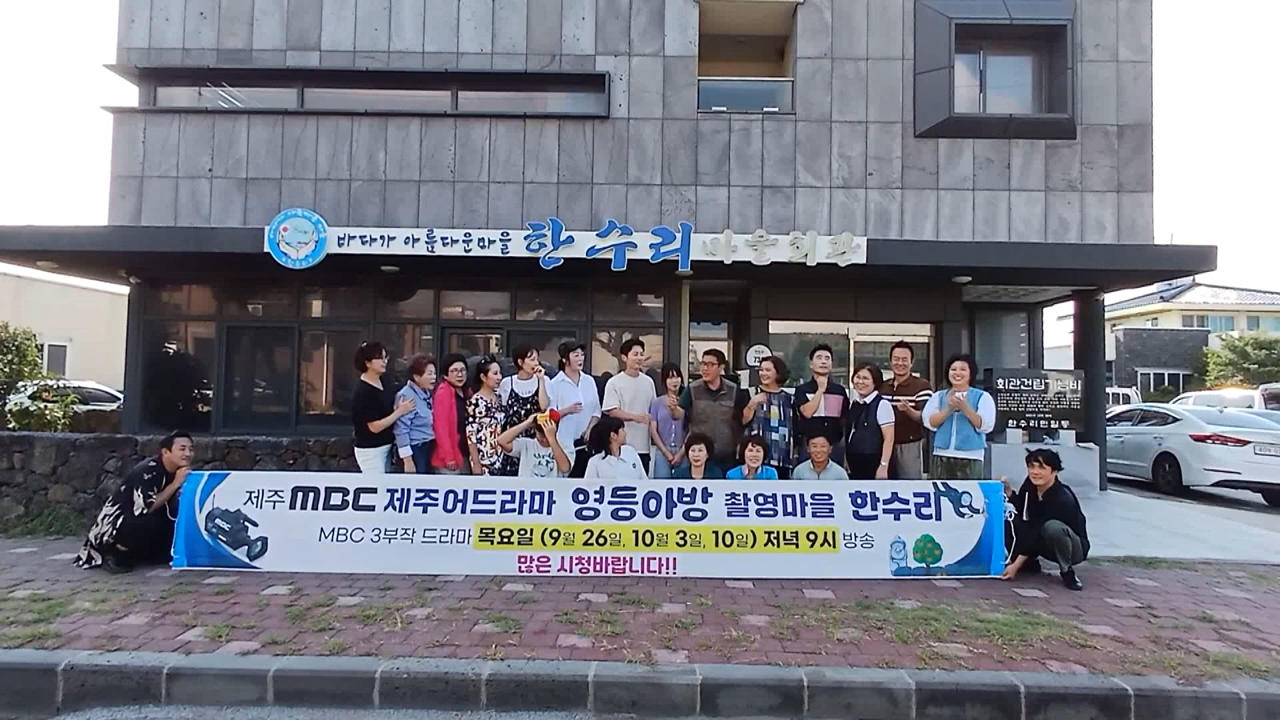 바다가 아름다운마을 한수리 마을회관
회관건립기념비
한수리민일동
제주 MBC 제주어드라마 영등아방 촬영마을 한수리
MBC 3부작 드라마 목요일 (9월 26일, 10월 3일, 10일) 저녁 9시 방송
많은 시청바랍니다!!